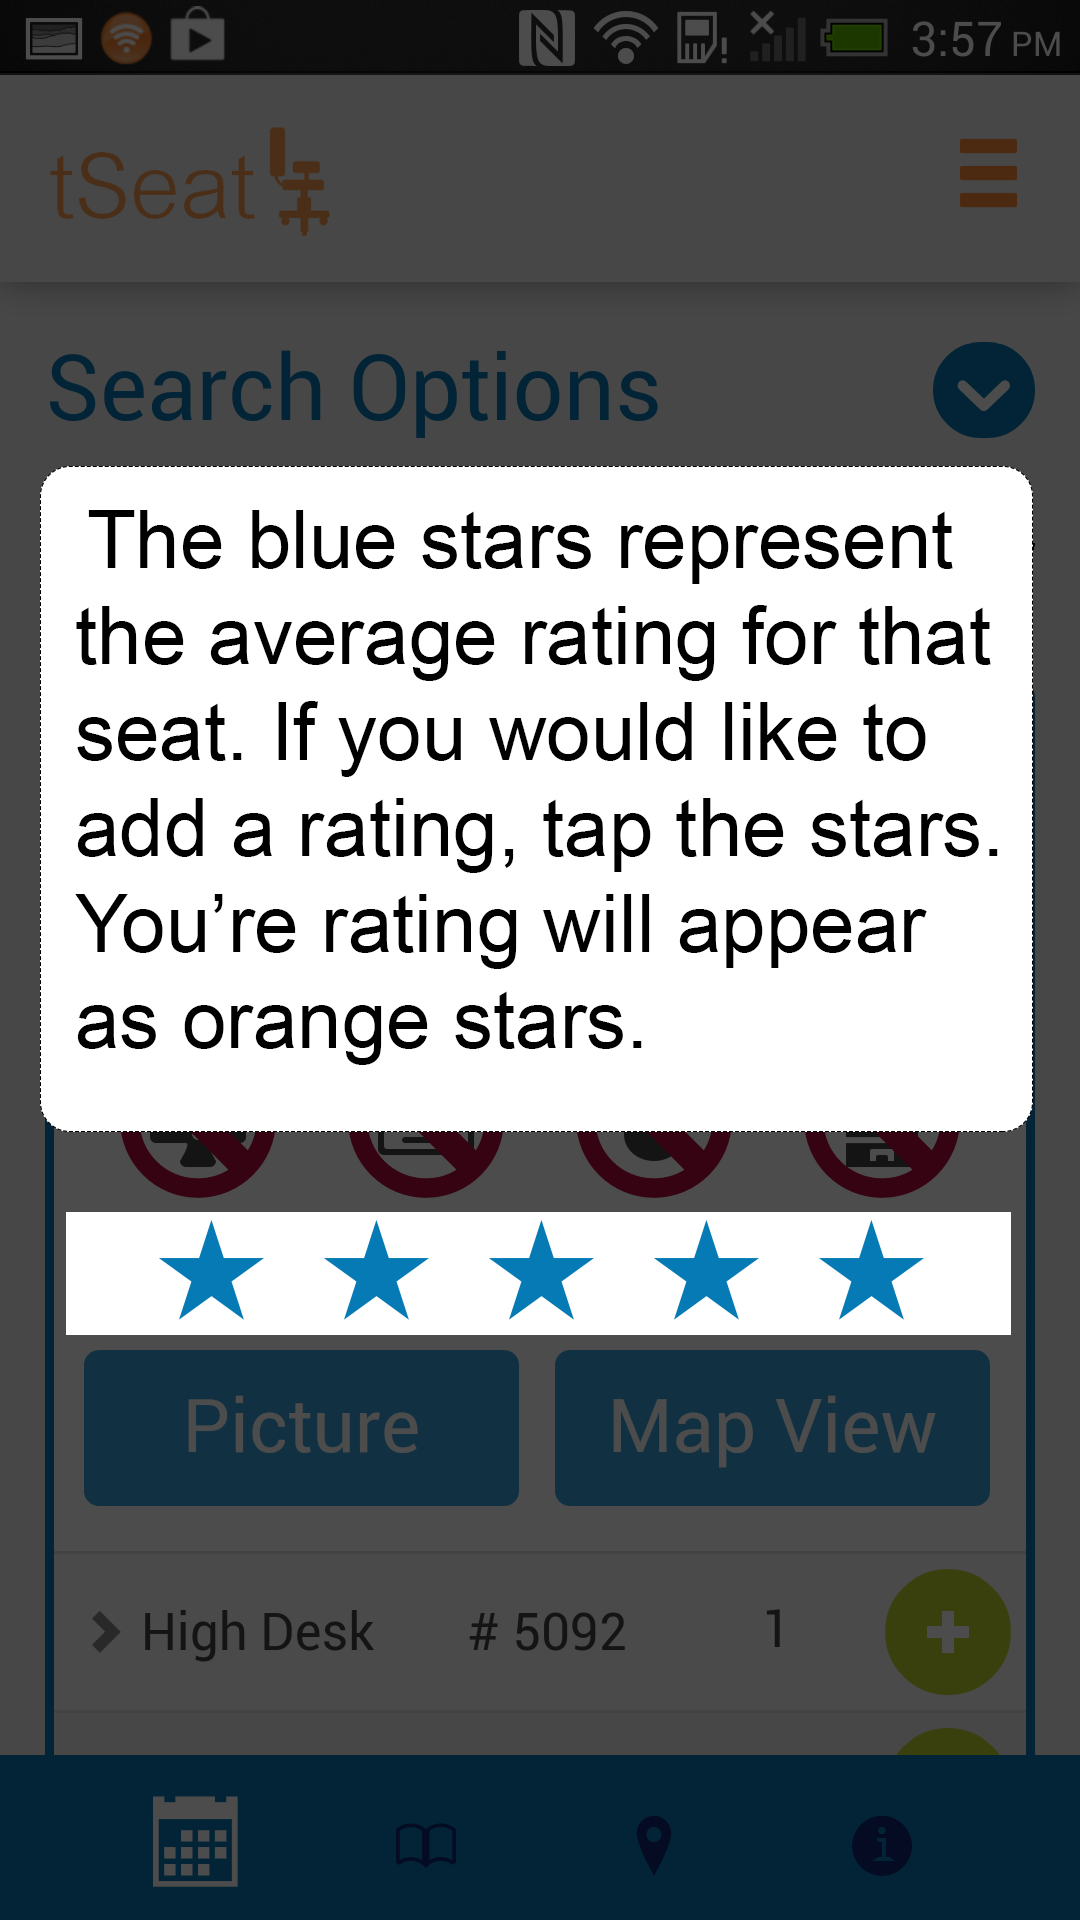 3:57 PM
tSeat
Search Options
The blue stars represent
the average rating for that
seat. If you would like to
add a rating, tap the stars.
You’re rating will appear
as orange stars.
Picture Map View
High Desk # 5092 1